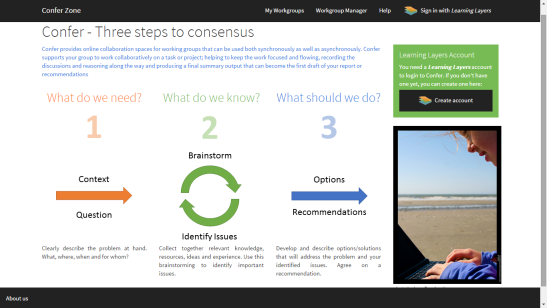 Confer Zone
My Workgroups Workgroup Manager Help Sign in with Learning Layers
Confer - Three steps to consensus
Confer provides online collaboration spaces for working groups that can be used both synchronously as well as asynchronously. Confer
supports your group to work collaboratively on a task or project; helping to keep the work focused and flowing, recording the
discussions and reasoning along the way and producing a final summary output that can become the first draft of your report or
recommendations
What do we need?
1
Context
Question
Clearly describe the problem at hand.
What, where, when and for whom?
What do we know?
2
Brainstorm
Identify Issues
Collect together relevant knowledge,
resources, ideas and experience. Use this
brainstorming to identify important
issues.
What should we do?
3
Options
Recommendations
Develop and describe options/solutions
that will address the problem and your
identified issues. Agree on a
recommendation.
Learning Layers Account
You need a Learning Layers account
to login to Confer. If you don't have
one yet, you can create one here:
Create account
About us